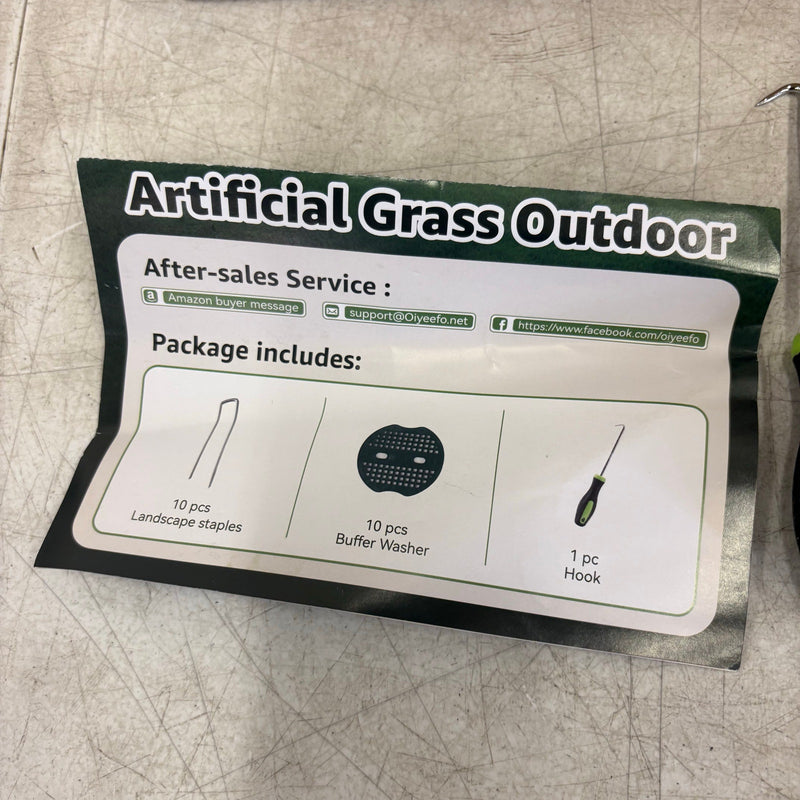 Artificial Grass Outdoor
After-sales Service :
a Amazon buyer message support@Oiyeefo.net f https://www.facebook.com/oiyeefo
Package includes:
10 pcs
Landscape staples
10 pcs
Buffer Washer
1 pc
Hook